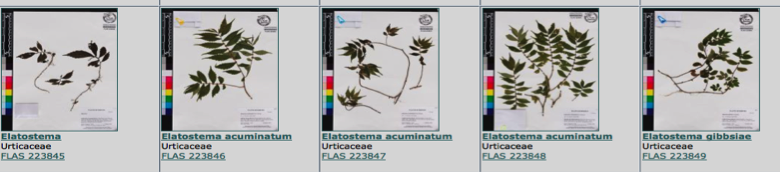 Elatostema
Urticaceae
FLAS 223845
Elatostema acuminatum
Urticaceae
FLAS 223846
Elatostema acuminatum
Urticaceae
FLAS 223847
Elatostema acuminatum
Urticaceae
FLAS 223848
Elatostema gibbsiae
Urticaceae
FLAS 223849